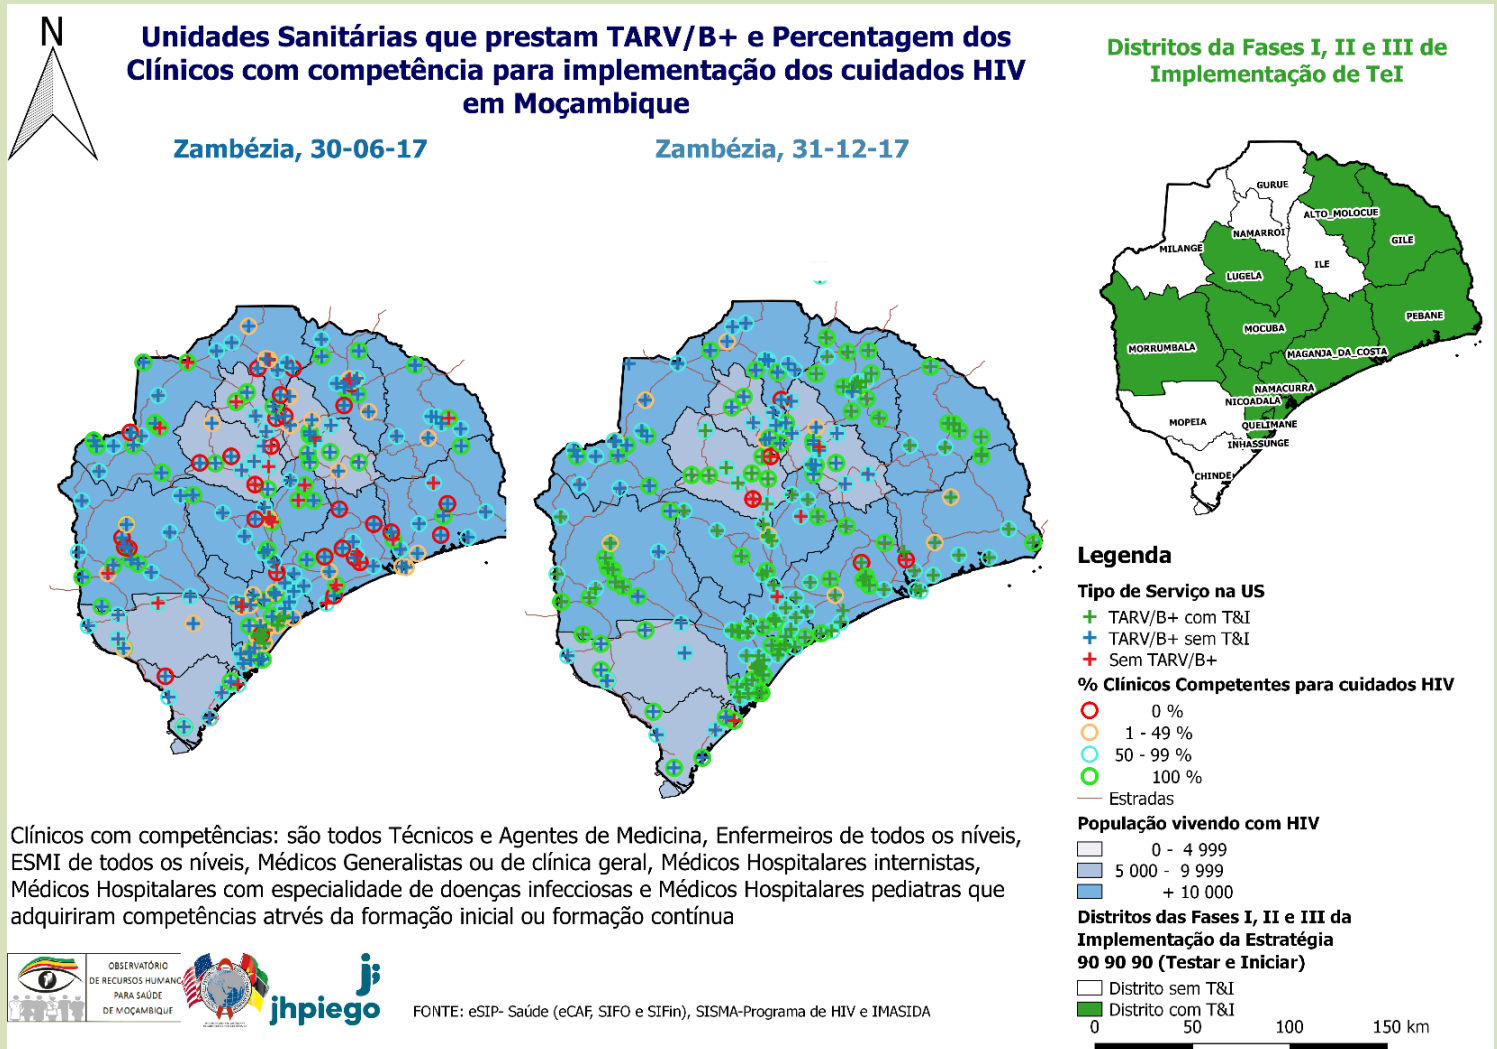 N
Unidades Sanitárias que prestam TARV/B+ e Percentagem dos
Clínicos com competência para implementação dos cuidados HIV
em Moçambique
Zambézia, 30-06-17
Zambézia, 31-12-17
Distritos da Fases I, II e III de
Implementação de TeI
GURUE
ALTO_MOLOCUE
NAMARROI
GILE
MILANGE
ILE
LUGELA
PEBANE
MOCUBA
MORRUMBALA
MAGANJA_DA_COSTA
NAMACURRA
NICOADALA
MOPEIA
QUELIMANE
INHASSUNGE
CHINDE
Legenda
Tipo de Serviço na US
TARV/B+ com T&I
TARV/B+ sem T&I
Sem TARV/B+
% Clínicos Competentes para cuidados HIV
0 %
1 - 49 %
50 - 99 %
100 %
Estradas
População vivendo com HIV
0 - 4 999
5 000 - 9 999
+ 10 000
Distritos das Fases I, II e III da
Implementação da Estratégia
90 90 90 (Testar e Iniciar)
Distrito sem T&I
Distrito com T&I
0 50 100 150 km
Clínicos com competências: são todos Técnicos e Agentes de Medicina, Enfermeiros de todos os níveis,
ESMI de todos os níveis, Médicos Generalistas ou de clínica geral, Médicos Hospitalares internistas,
Médicos Hospitalares com especialidade de doenças infecciosas e Médicos Hospitalares pediatras que
adquiriram competências atrvés da formação inicial ou formação contínua
OBSERVATÓRIO
DE RECURSOS HUMANO
PARA SAÚDE
DE MOÇAMBIQUE
jhpiego
FONTE: eSIP- Saúde (eCAF, SIFO e SIFin), SISMA-Programa de HIV e IMASIDA